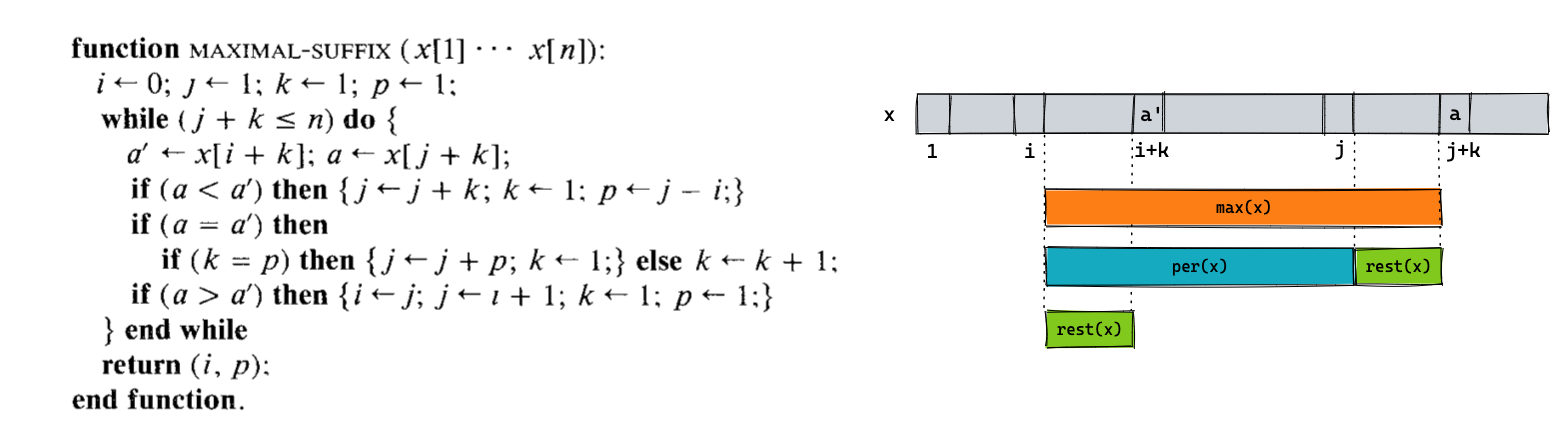 function MAXIMAL-SUFFIX (x[1] ··· x[n]):
i ← 0; j ← 1; k ← 1; p ← 1;
while (j + k ≤ n) do {
a′ ← x[i + k]; a ← x[j + k];
if (a < a′) then {j ← j + k; k ← 1; p ← j − i;}
if (a = a′) then
if (k = p) then {j ← j + p; k ← 1;} else k ← k + 1;
if (a > a′) then {i ← j; j ← ı + 1; k ← 1; p ← 1;}
} end while
return (i, p);
end function.
x a' a
1 i i+k j j+k
max(x)
per(x) rest(x)
rest(x)